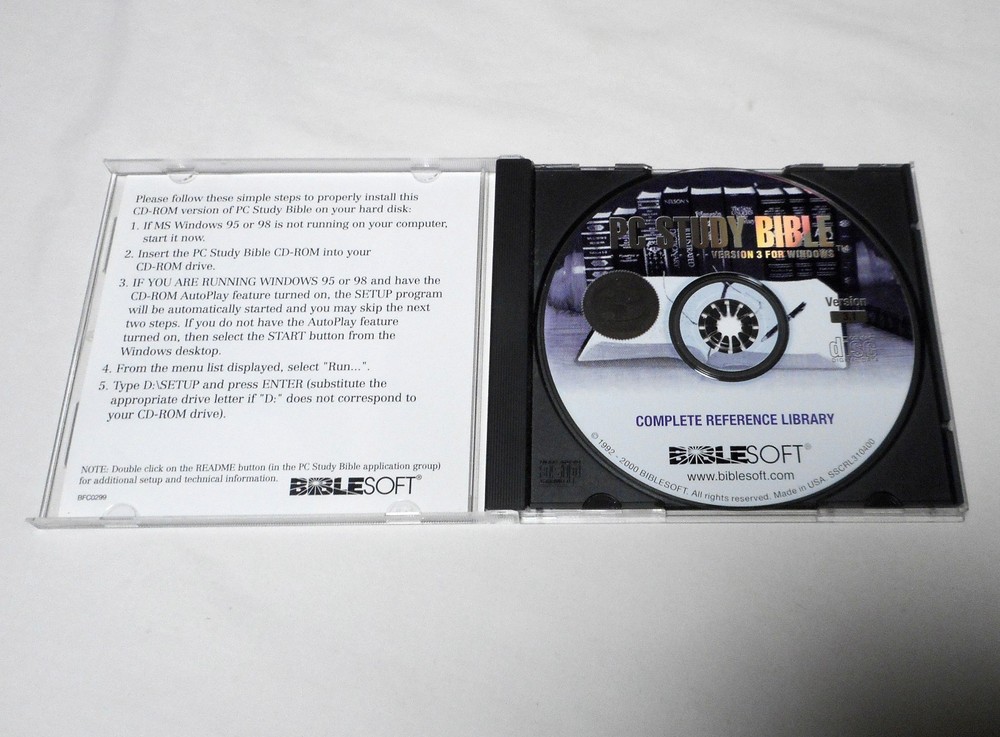 Please follow these simple steps to properly install this
CD-ROM version of PC Study Bible on your hard disk:
1. If MS Windows 95 or 98 is not running on your computer,
start it now.
2. Insert the PC Study Bible CD-ROM into your
CD-ROM drive.
3. IF YOU ARE RUNNING WINDOWS 95 or 98 and have the
CD-ROM AutoPlay feature turned on, the SETUP program
will be automatically started and you may skip the next
two steps. If you do not have the AutoPlay feature
turned on, then select the START button from the
Windows desktop.
4. From the menu list displayed, select "Run...".
5. Type D:\SETUP and press ENTER (substitute the
appropriate drive letter if "D:" does not correspond to
your CD-ROM drive).
NOTE: Double click on the README button (in the PC Study Bible application group)
for additional setup and technical information.
BIBLESOFT®
BFC0299
PC STUDY BIBLE
VERSION 3 FOR WINDOWS
Version
COMPLETE REFERENCE LIBRARY
BIBLESOFT®
www.biblesoft.com
© 1992 - 2000 BIBLESOFT. All rights reserved. Made in USA. SSCRL310400